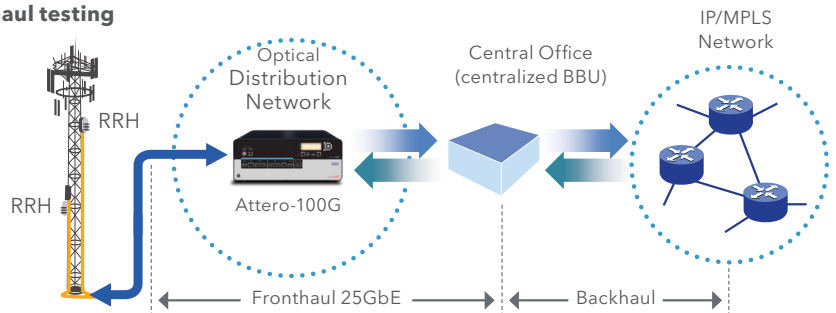 aul testing
IP/MPLS
Network
Optical
Distribution
Network
Central Office
(centralized BBU)
RRH
RRH
Attero-100G
Fronthaul 25GbE
Backhaul